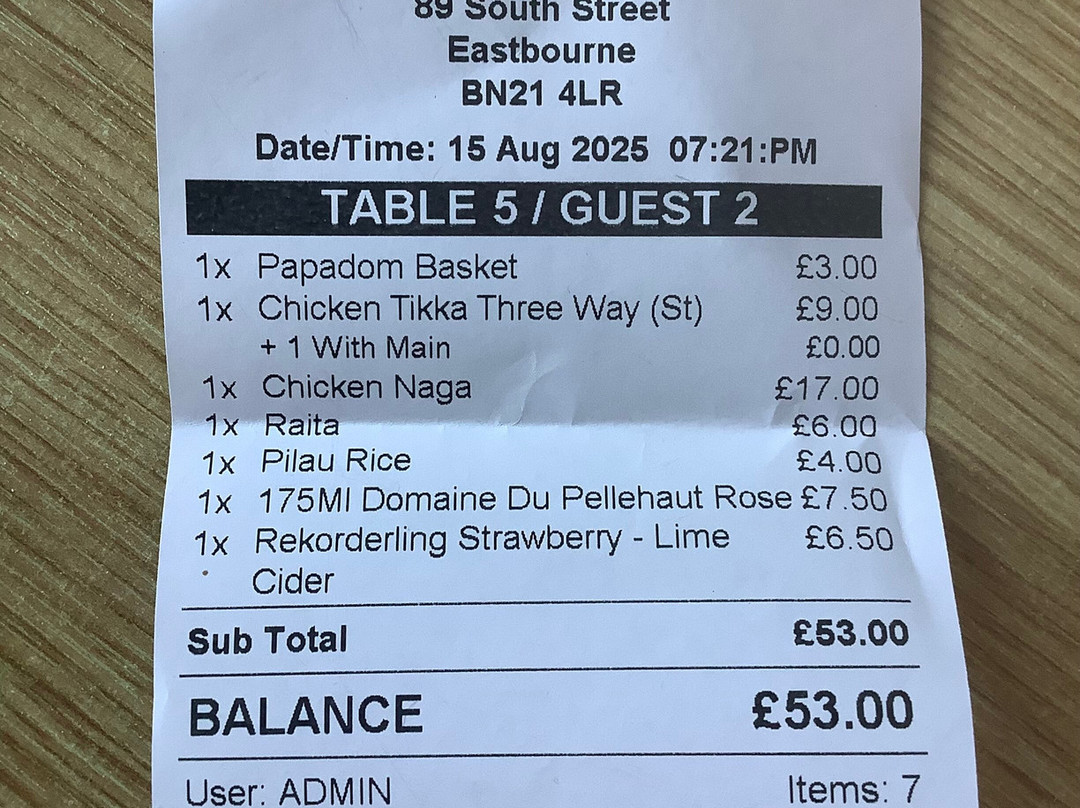 89 South Street
Eastbourne
BN21 4LR
Date/Time: 15 Aug 2025 07:21:PM
TABLE 5 / GUEST 2
1x Papadom Basket £3.00
1x Chicken Tikka Three Way (St) £9.00
+ 1 With Main £0.00
1x Chicken Naga £17.00
1x Raita £6.00
1x Pilau Rice £4.00
1x 175Ml Domaine Du Pellehaut Rose £7.50
1x Rekorderling Strawberry - Lime £6.50
Cider
Sub Total £53.00
BALANCE £53.00
User: ADMIN Items: 7